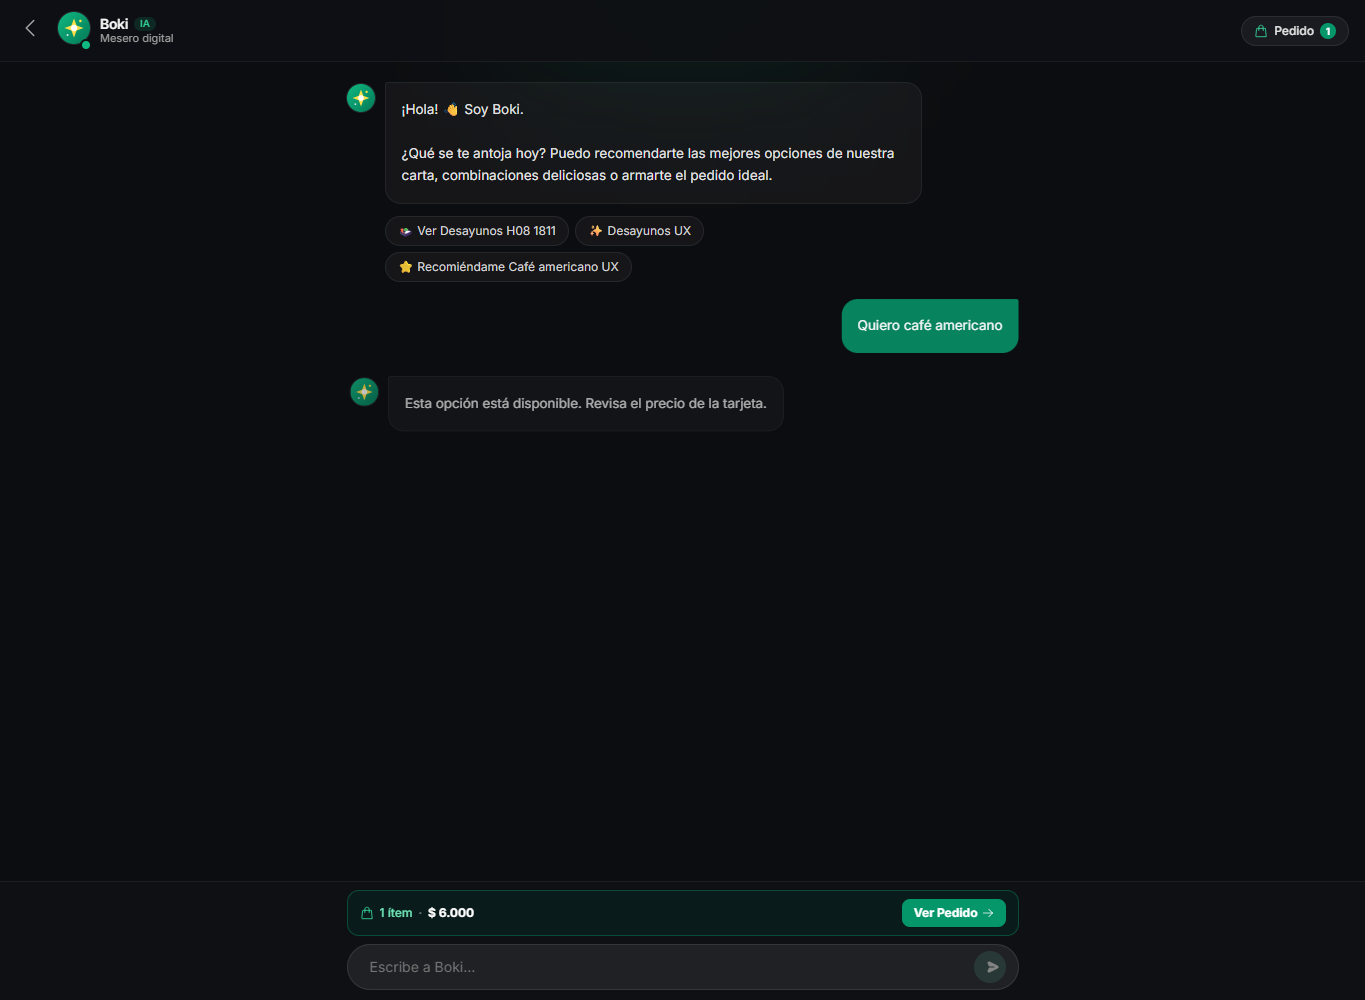 Boki IA
Mesero digital
Pedido 1
¡Hola! 👋 Soy Boki.
¿Qué se te antoja hoy? Puedo recomendarte las mejores opciones de nuestra
carta, combinaciones deliciosas o armarte el pedido ideal.
Ver Desayunos H08 1811
✨ Desayunos UX
⭐ Recomiéndame Café americano UX
Quiero café americano
Esta opción está disponible. Revisa el precio de la tarjeta.
1 ítem · $ 6.000
Ver Pedido →
Escribe a Boki...